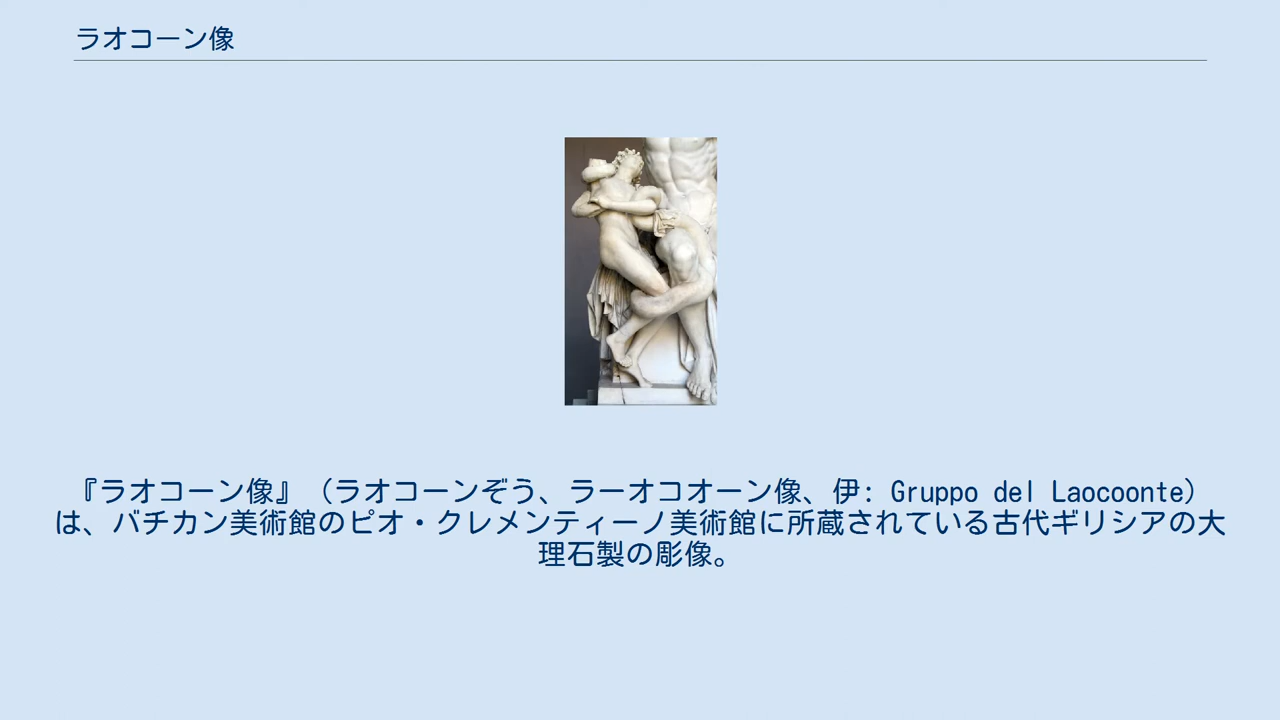 ラオコーン像
『ラオコーン像』（ラオコーンぞう、ラーオコオーン像、伊: Gruppo del Laocoonte）
は、バチカン美術館のピオ・クレメンティーノ美術館に所蔵されている古代ギリシアの大
理石製の彫像。